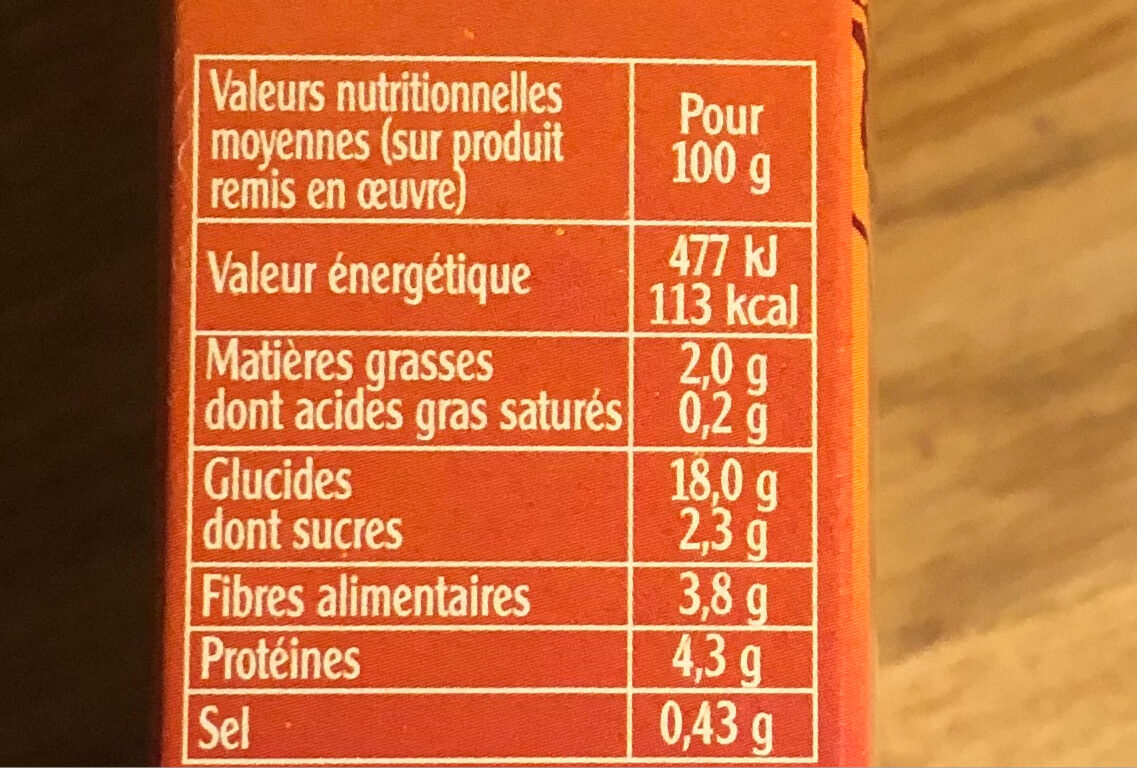 Valeurs nutritionnelles
moyennes (sur produit
remis en œuvre)
Pour
100 g
Valeur énergétique
477 kJ
113 kcal
Matières grasses 2,0 g
dont acides gras saturés 0,2 g
Glucides 18,0 g
dont sucres 2,3 g
Fibres alimentaires 3,8 g
Protéines 4,3 g
Sel 0,43 g